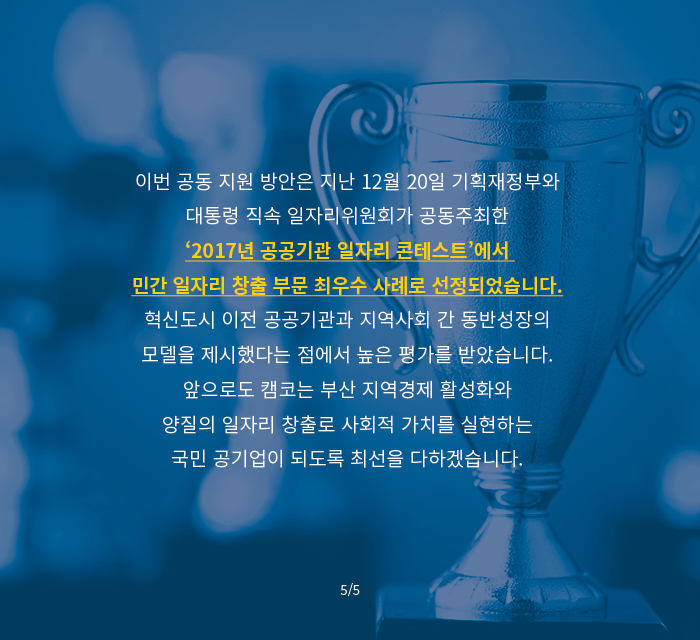 이번 공동 지원 방안은 지난 12월 20일 기획재정부와
대통령 직속 일자리위원회가 공동주최한
‘2017년 공공기관 일자리 콘테스트’에서
민간 일자리 창출 부문 최우수 사례로 선정되었습니다.
혁신도시 이전 공공기관과 지역사회 간 동반성장의
모델을 제시했다는 점에서 높은 평가를 받았습니다.
앞으로도 캠코는 부산 지역경제 활성화와
양질의 일자리 창출로 사회적 가치를 실현하는
국민 공기업이 되도록 최선을 다하겠습니다.
5/5